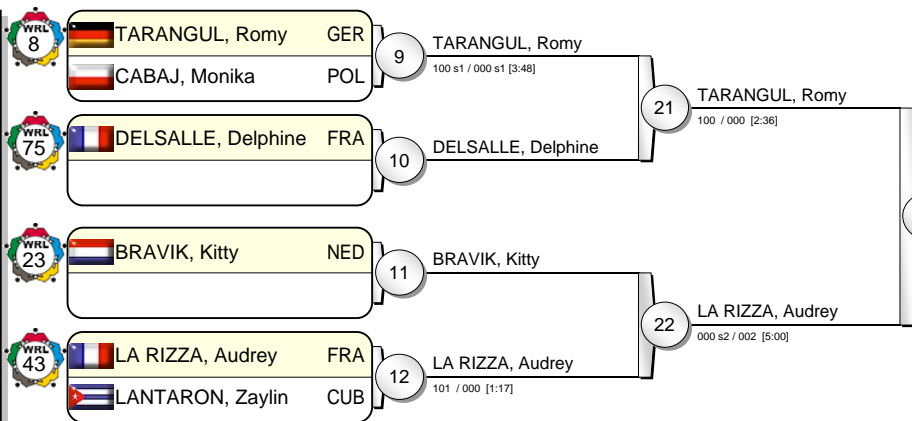 WRL
8
TARANGUL, Romy GER
CABAJ, Monika POL
9
TARANGUL, Romy
100 s1 / 000 s1 [3:48]
WRL
75
DELSALLE, Delphine FRA
10
DELSALLE, Delphine
21
TARANGUL, Romy
100 / 000 [2:36]
WRL
23
BRAVIK, Kitty NED
11
BRAVIK, Kitty
WRL
43
LA RIZZA, Audrey FRA
LANTARON, Zaylin CUB
12
LA RIZZA, Audrey
101 / 000 [1:17]
22
LA RIZZA, Audrey
000 s2 / 002 [5:00]